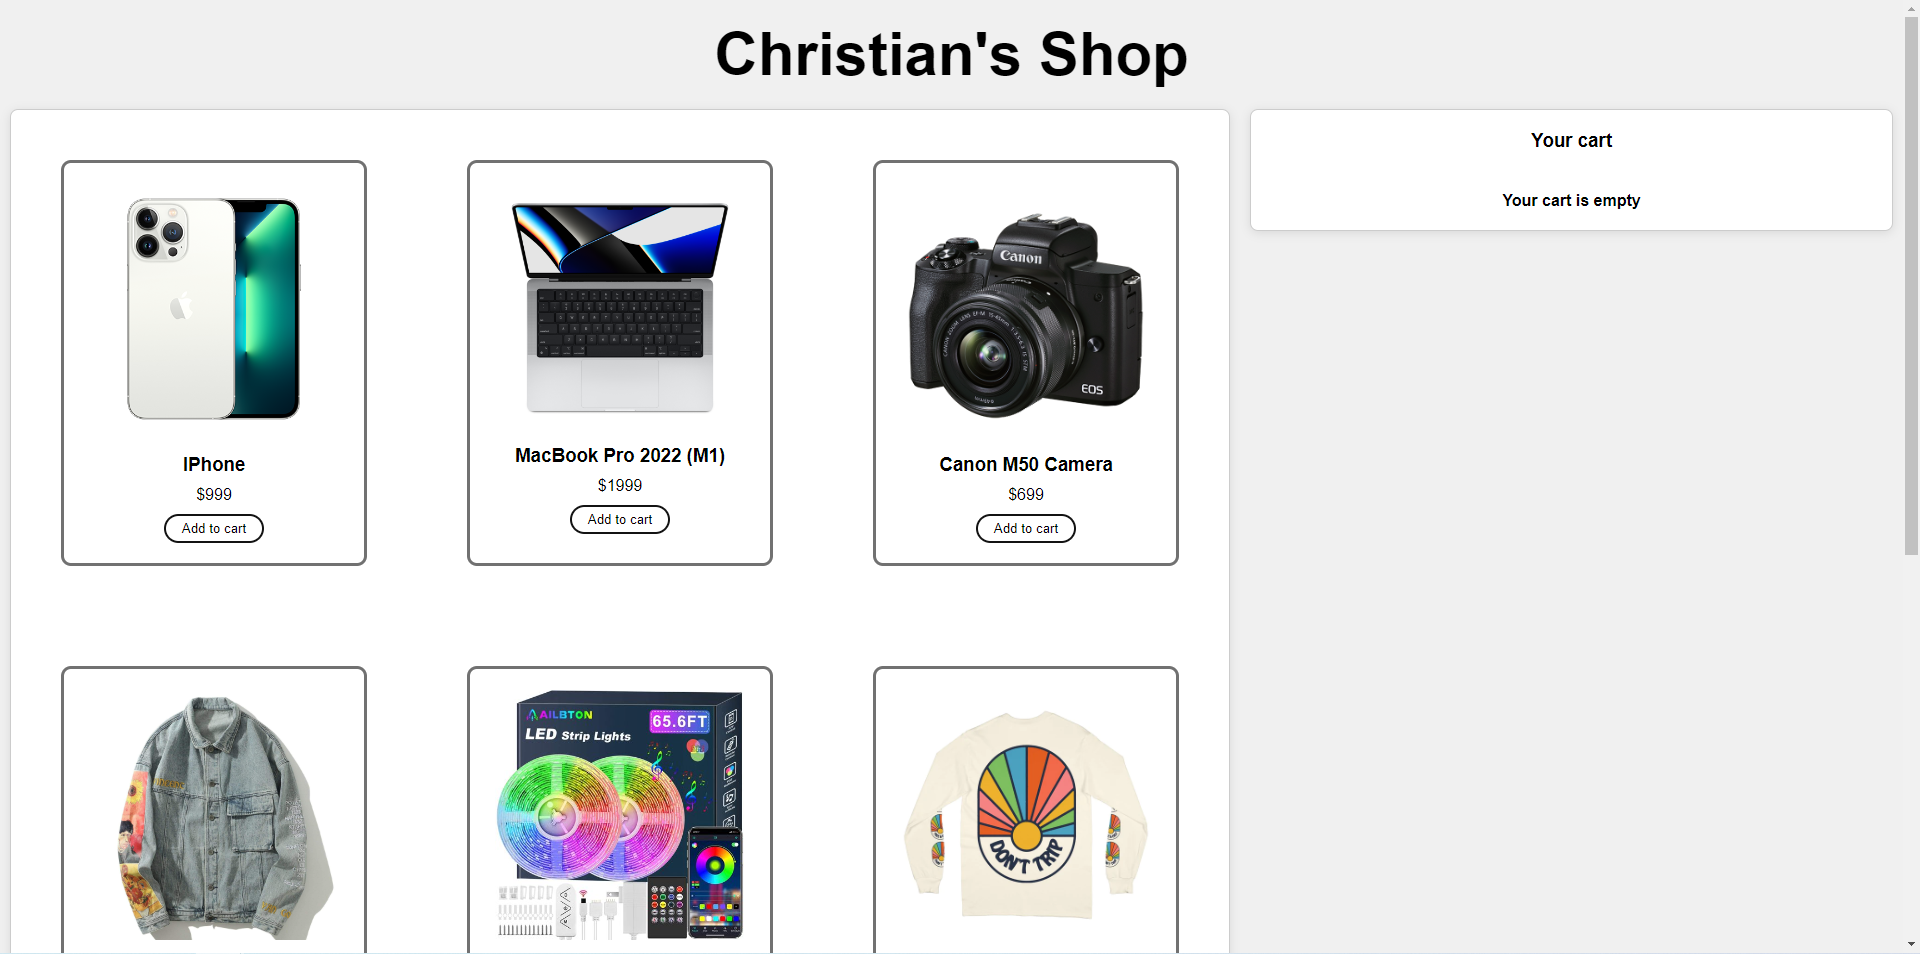 Christian's Shop
Your cart
Your cart is empty
Canon
EOS
IPhone
$999
Add to cart
MacBook Pro 2022 (M1)
$1999
Add to cart
Canon M50 Camera
$699
Add to cart
AILBTON
65.6FT
LED Strip Lights
DON'T TRIP